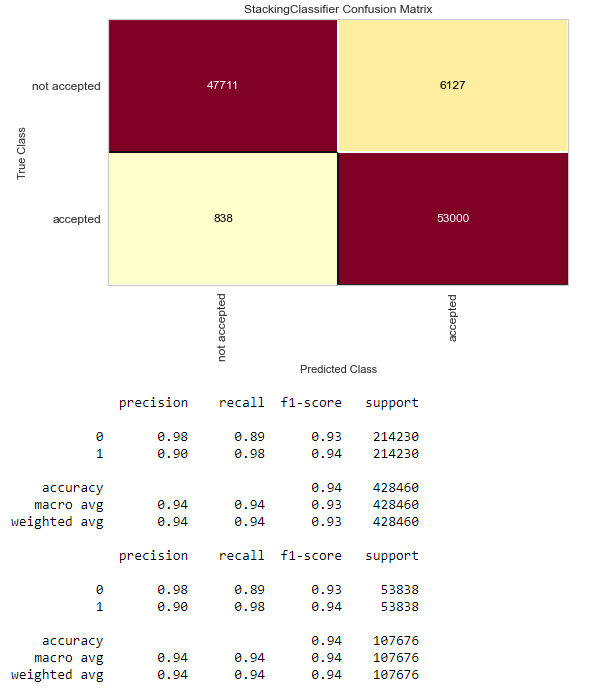 StackingClassifier Confusion Matrix
not accepted
47711
6127
True Class
accepted
838
53000
not accepted
accepted
Predicted Class
precision recall f1-score support
0 0.98 0.89 0.93 214230
1 0.90 0.98 0.94 214230
accuracy 0.94 428460
macro avg 0.94 0.94 0.93 428460
weighted avg 0.94 0.94 0.93 428460
precision recall f1-score support
0 0.98 0.89 0.93 53838
1 0.90 0.98 0.94 53838
accuracy 0.94 107676
macro avg 0.94 0.94 0.94 107676
weighted avg 0.94 0.94 0.94 107676